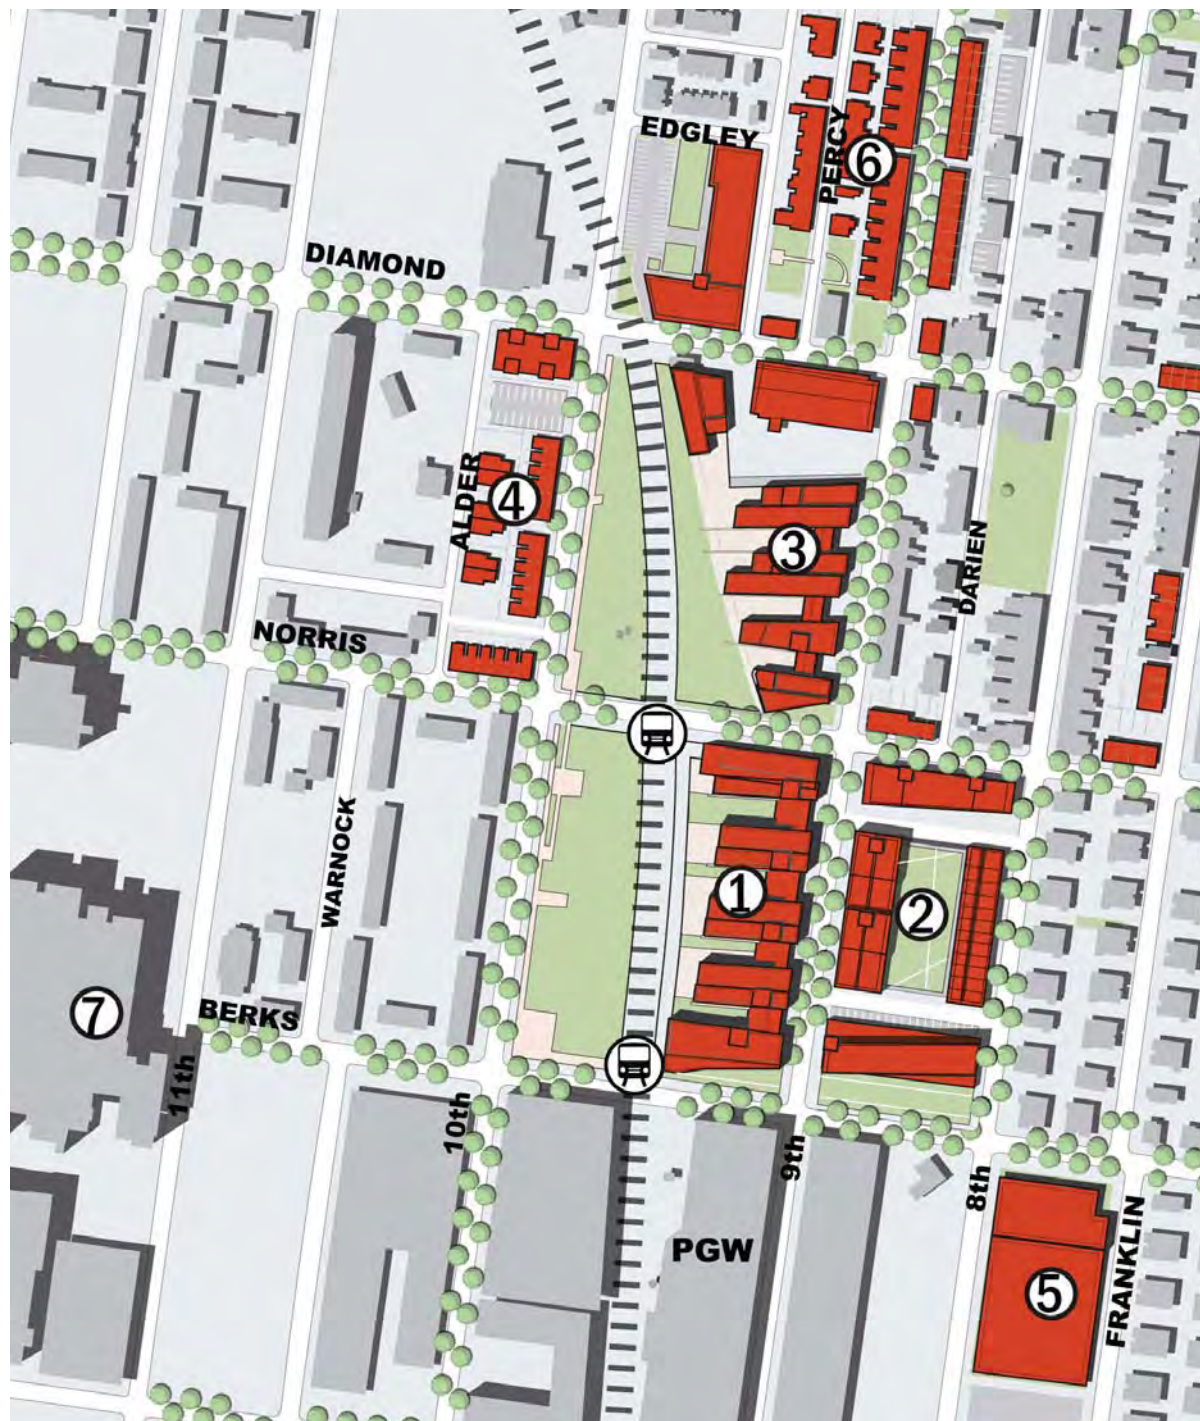 EDGLEY
PERCY
6
DIAMOND
ALDER
4
3
DARIEN
NORRIS
WARNOCK
1
2
7
BERKS
11th
10th
9th
8th
PGW
FRANKLIN
5